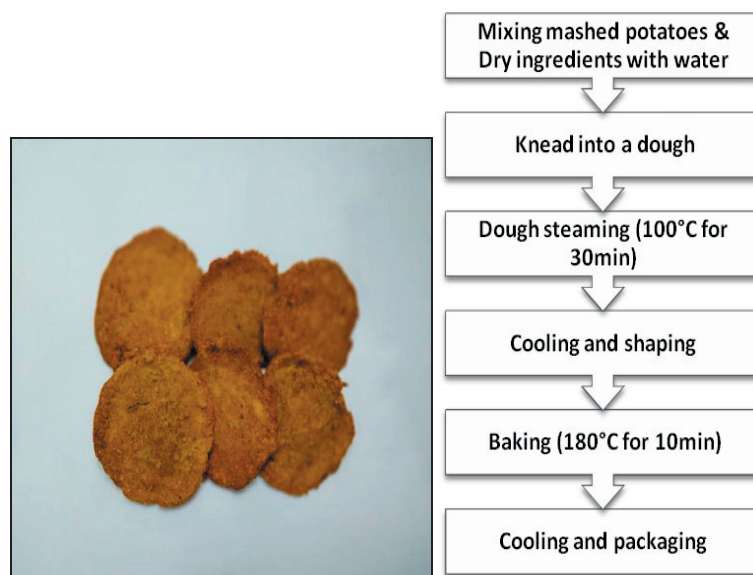 Mixing mashed potatoes &
Dry ingredients with water
Knead into a dough
Dough steaming (100°C for
30min)
Cooling and shaping
Baking (180°C for 10min)
Cooling and packaging